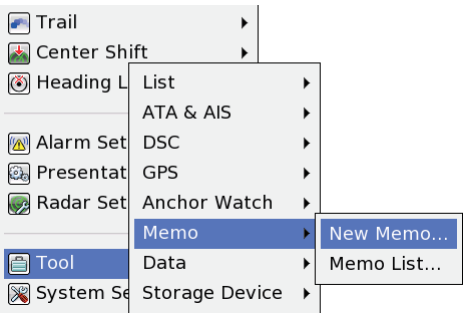 Trail
Center Shift
Heading L
Alarm Set
Presentat
Radar Set
Tool
System Se
List
ATA & AIS
DSC
GPS
Anchor Watch
Memo
Data
Storage Device
New Memo...
Memo List...